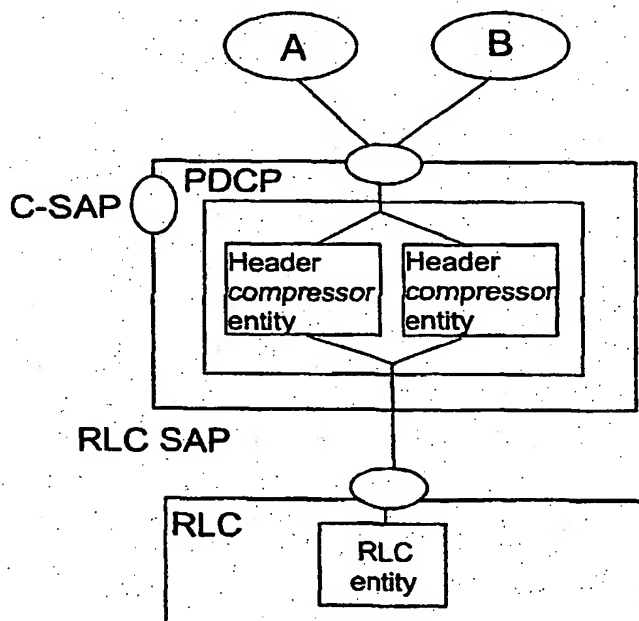 A
B
C-SAP
PDCP
Header
compressor
entity
Header
compressor
entity
RLC SAP
RLC
RLC
entity